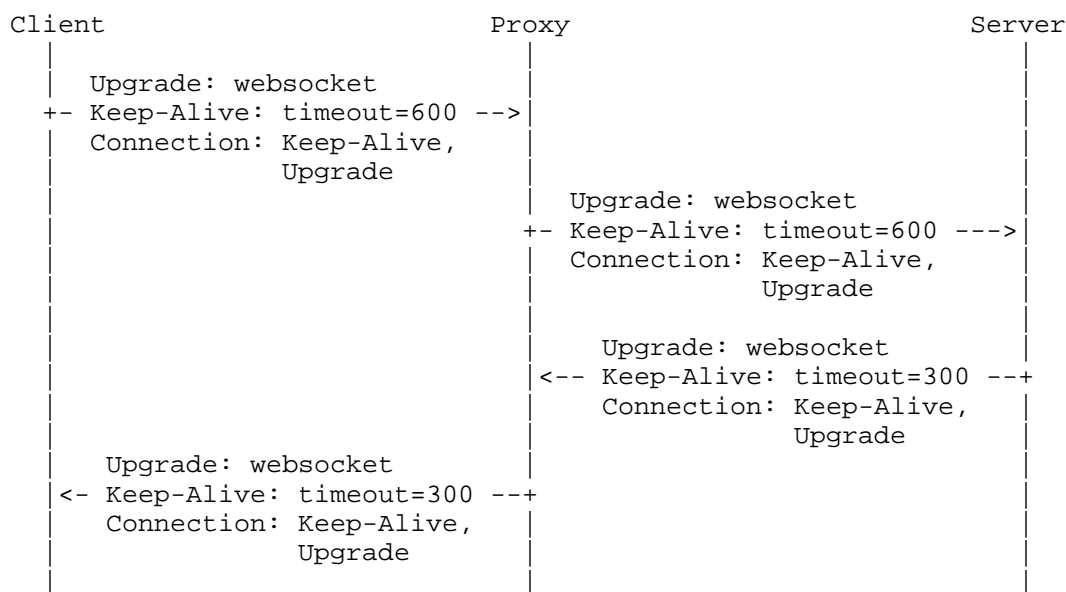 Client Proxy Server
Upgrade: websocket
+- Keep-Alive: timeout=600 -->
Connection: Keep-Alive,
Upgrade
Upgrade: websocket
+- Keep-Alive: timeout=600 --->
Connection: Keep-Alive,
Upgrade
Upgrade: websocket
<-- Keep-Alive: timeout=300 --+
Connection: Keep-Alive,
Upgrade
Upgrade: websocket
<- Keep-Alive: timeout=300 --+
Connection: Keep-Alive,
Upgrade